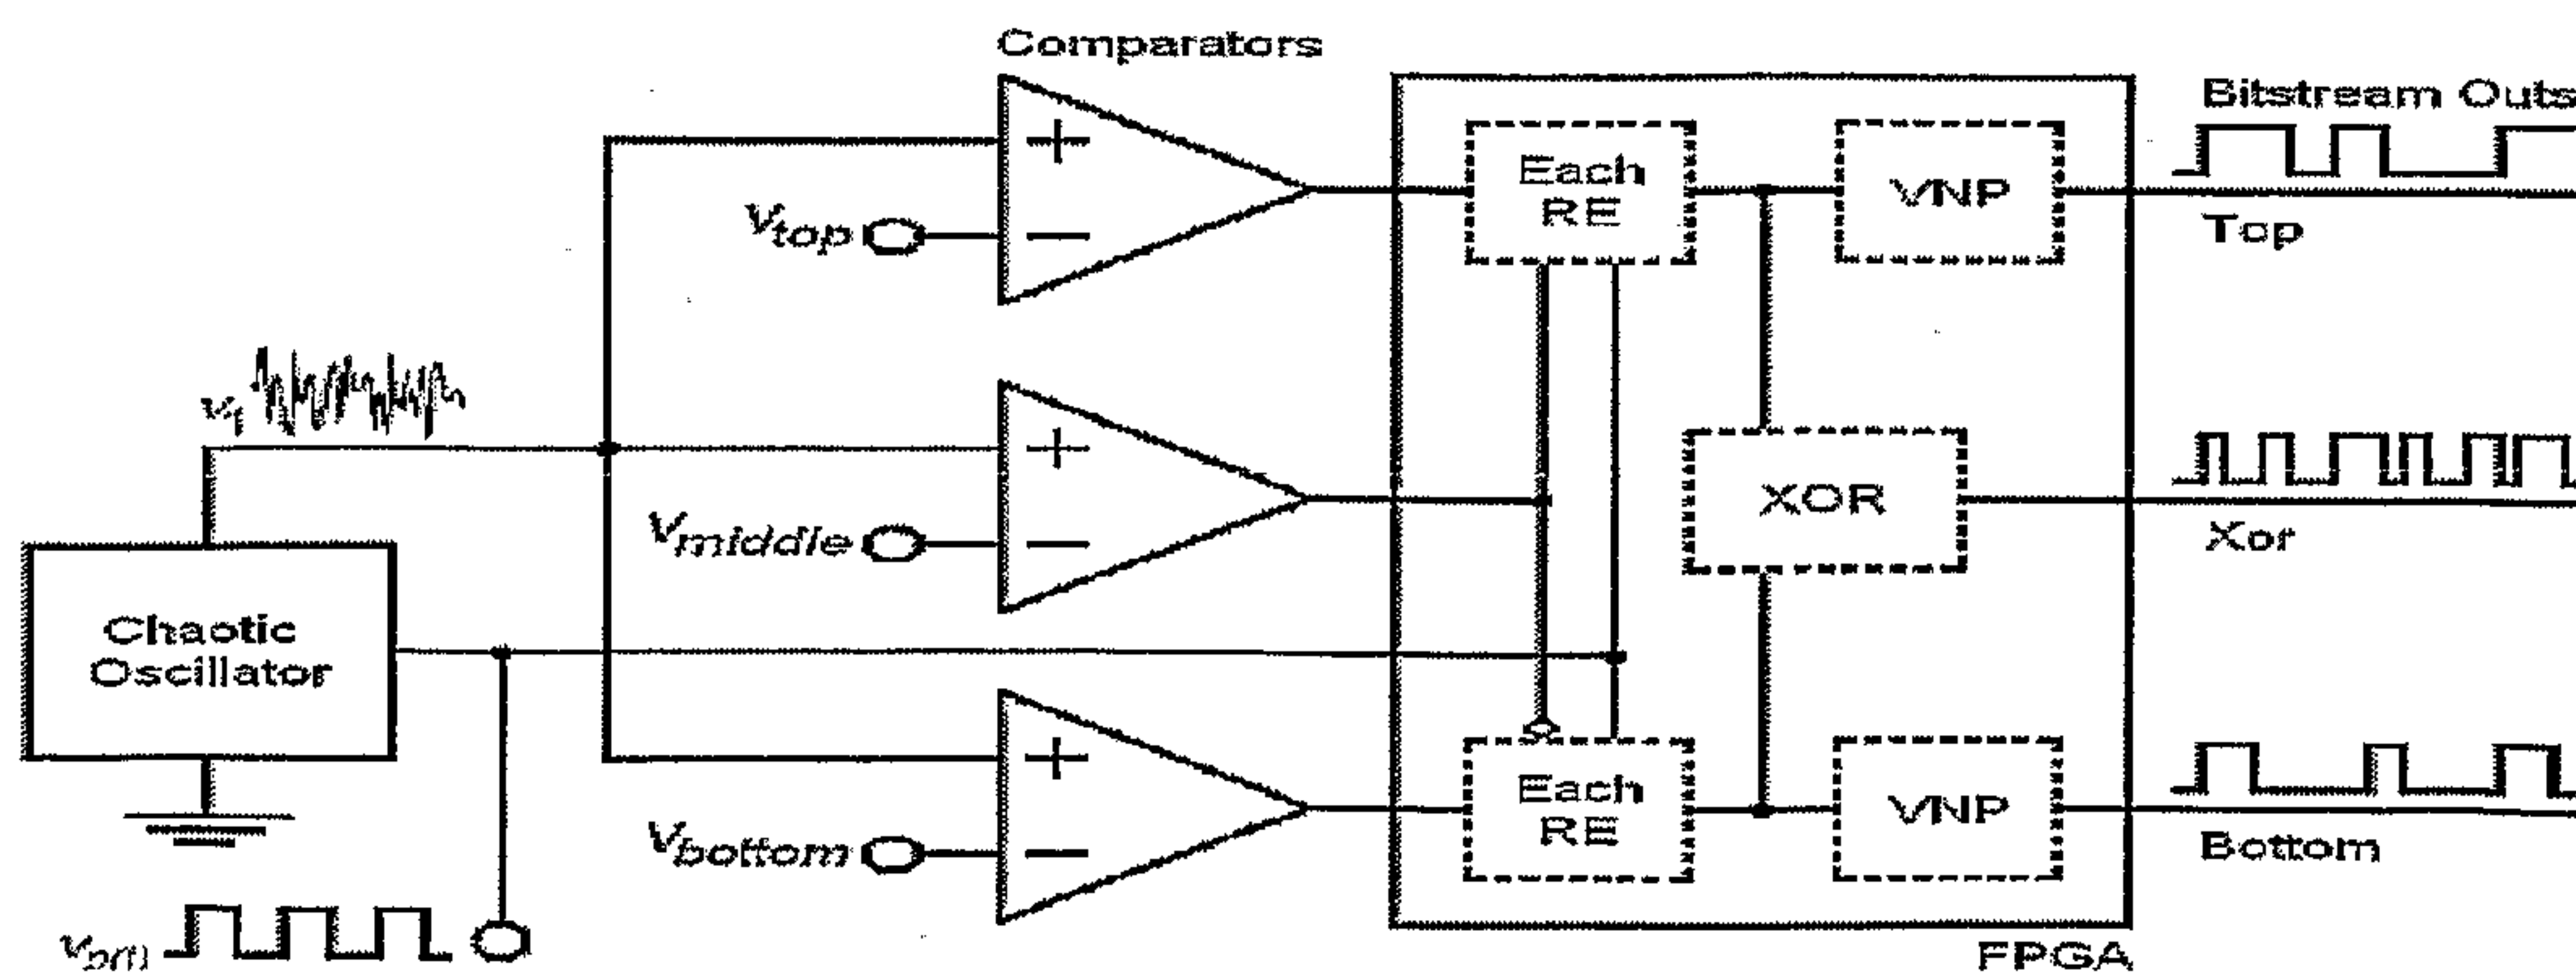 Comparators
Bitstream Outs
Each
RE
VNP
Vtop
+
−
Top
v1
Vmiddle
+
−
XOR
Xor
Chaotic
Oscillator
Vbottom
+
−
Each
RE
VNP
Bottom
FPGA